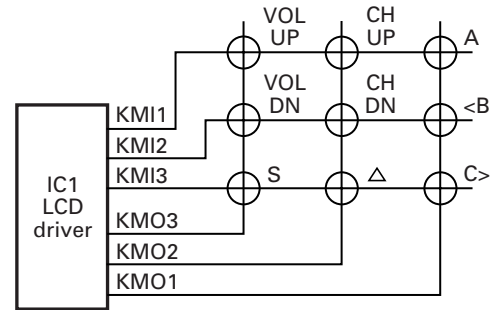 VOL UP
CH UP
A
VOL DN
CH DN
<B
S
△
C>
KMI1
KMI2
KMI3
KMO3
KMO2
KMO1
IC1
LCD
driver